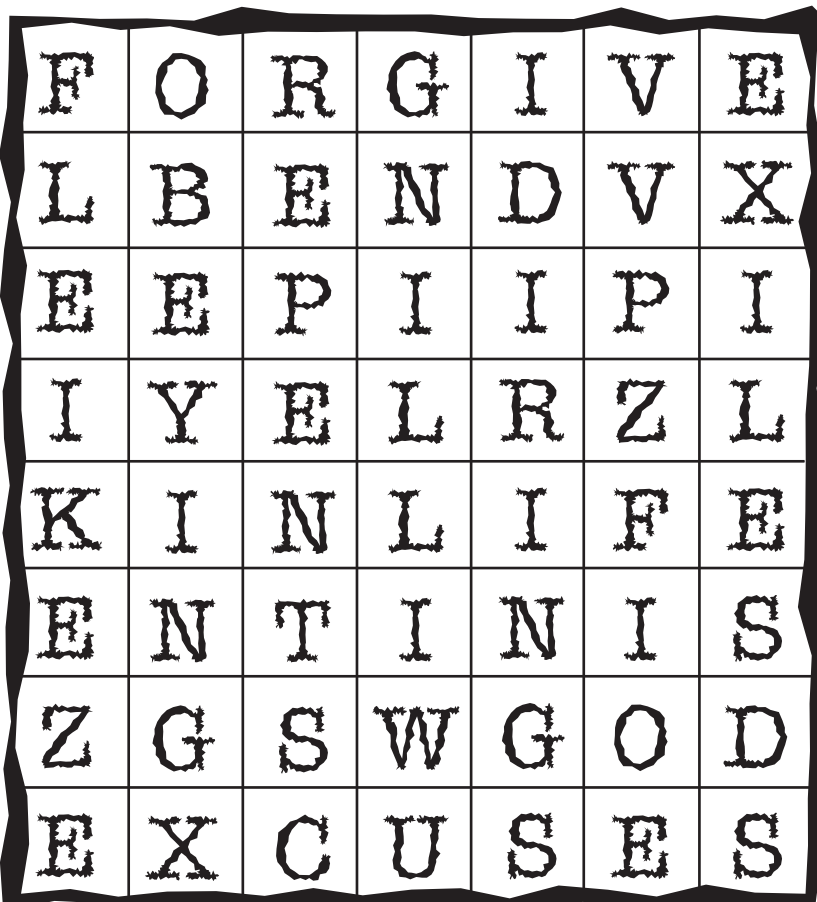 F O R G I V E
L B E N D V X
E E P I I P I
I Y E L R Z L
K I N L I F E
E N T I N I S
Z G S W G O D
E X C U S E S